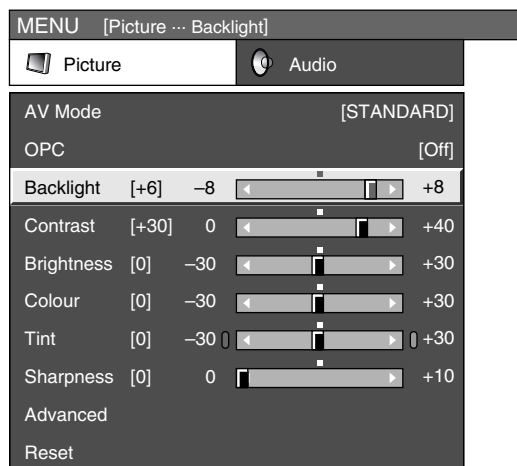 MENU [Picture ··· Backlight]
Picture Audio
AV Mode [STANDARD]
OPC [Off]
Backlight [+6] –8 +8
Contrast [+30] 0 +40
Brightness [0] –30 +30
Colour [0] –30 +30
Tint [0] –30 +30
Sharpness [0] 0 +10
Advanced
Reset